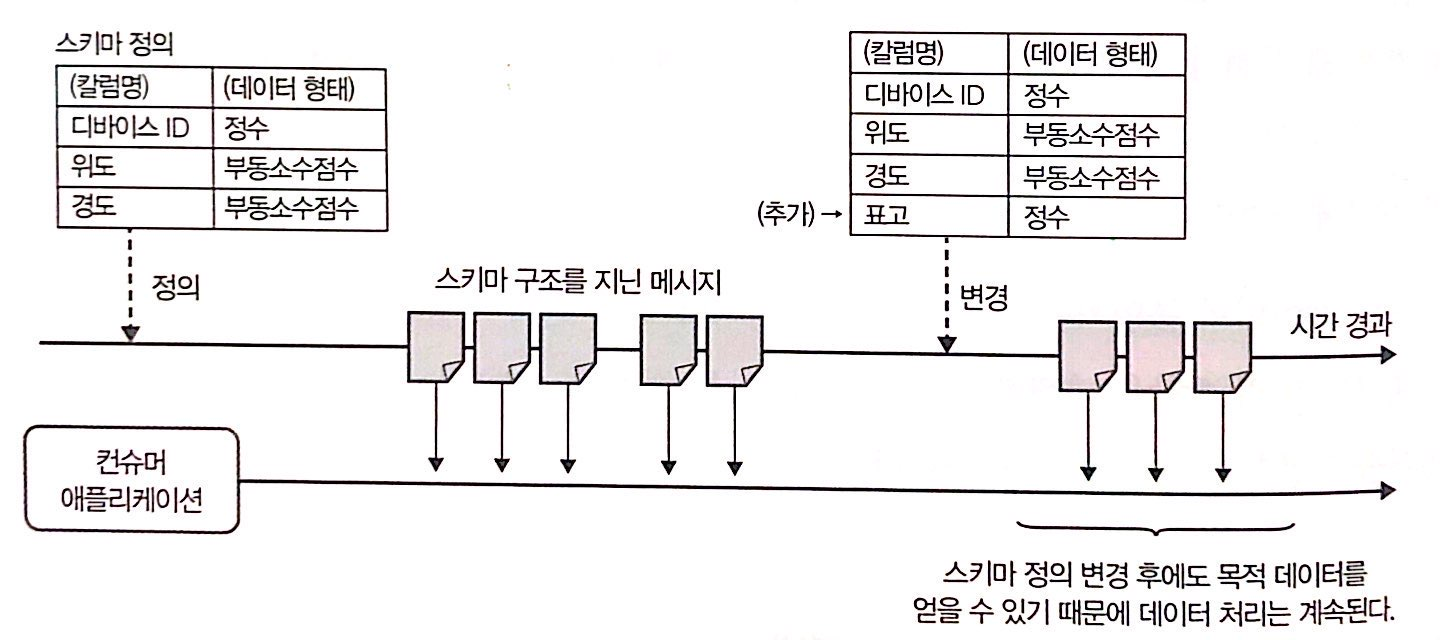 스키마 정의
(칼럼명) (데이터 형태)
디바이스 ID 정수
위도 부동소수점수
경도 부동소수점수
(칼럼명) (데이터 형태)
디바이스 ID 정수
위도 부동소수점수
경도 부동소수점수
(추가) → 표고 정수
정의
스키마 구조를 지닌 메시지
변경
시간 경과
컨슈머
애플리케이션
스키마 정의 변경 후에도 목적 데이터를
얻을 수 있기 때문에 데이터 처리는 계속된다.